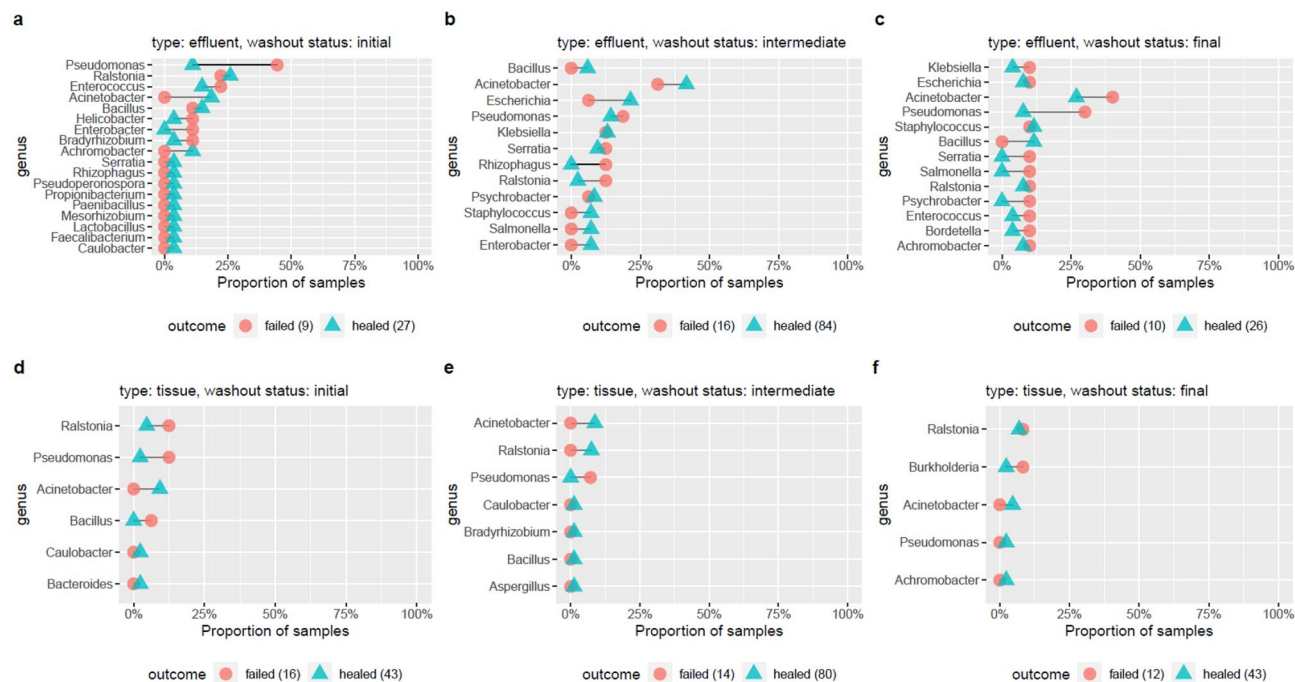 a
type: effluent, washout status: initial
genus
Pseudomonas
Ralstonia
Enterococcus
Acinetobacter
Bacillus
Helicobacter
Enterobacter
Bradyrhizobium
Achromobacter
Serratia
Rhizophagus
Pseudoperonospora
Propionibacterium
Paenibacillus
Mesorhizobium
Lactobacillus
Faecalibacterium
Caulobacter
0% 25% 50% 75% 100%
Proportion of samples
outcome failed (9) healed (27)
b
type: effluent, washout status: intermediate
genus
Bacillus
Acinetobacter
Escherichia
Pseudomonas
Klebsiella
Serratia
Rhizophagus
Ralstonia
Psychrobacter
Staphylococcus
Salmonella
Enterobacter
0% 25% 50% 75% 100%
Proportion of samples
outcome failed (16) healed (84)
c
type: effluent, washout status: final
genus
Klebsiella
Escherichia
Acinetobacter
Pseudomonas
Staphylococcus
Bacillus
Serratia
Salmonella
Ralstonia
Psychrobacter
Enterococcus
Bordetella
Achromobacter
0% 25% 50% 75% 100%
Proportion of samples
outcome failed (10) healed (26)
d
type: tissue, washout status: initial
genus
Ralstonia
Pseudomonas
Acinetobacter
Bacillus
Caulobacter
Bacteroides
0% 25% 50% 75% 100%
Proportion of samples
outcome failed (16) healed (43)
e
type: tissue, washout status: intermediate
genus
Acinetobacter
Ralstonia
Pseudomonas
Caulobacter
Bradyrhizobium
Bacillus
Aspergillus
0% 25% 50% 75% 100%
Proportion of samples
outcome failed (14) healed (80)
f
type: tissue, washout status: final
genus
Ralstonia
Burkholderia
Acinetobacter
Pseudomonas
Achromobacter
0% 25% 50% 75% 100%
Proportion of samples
outcome failed (12) healed (43)